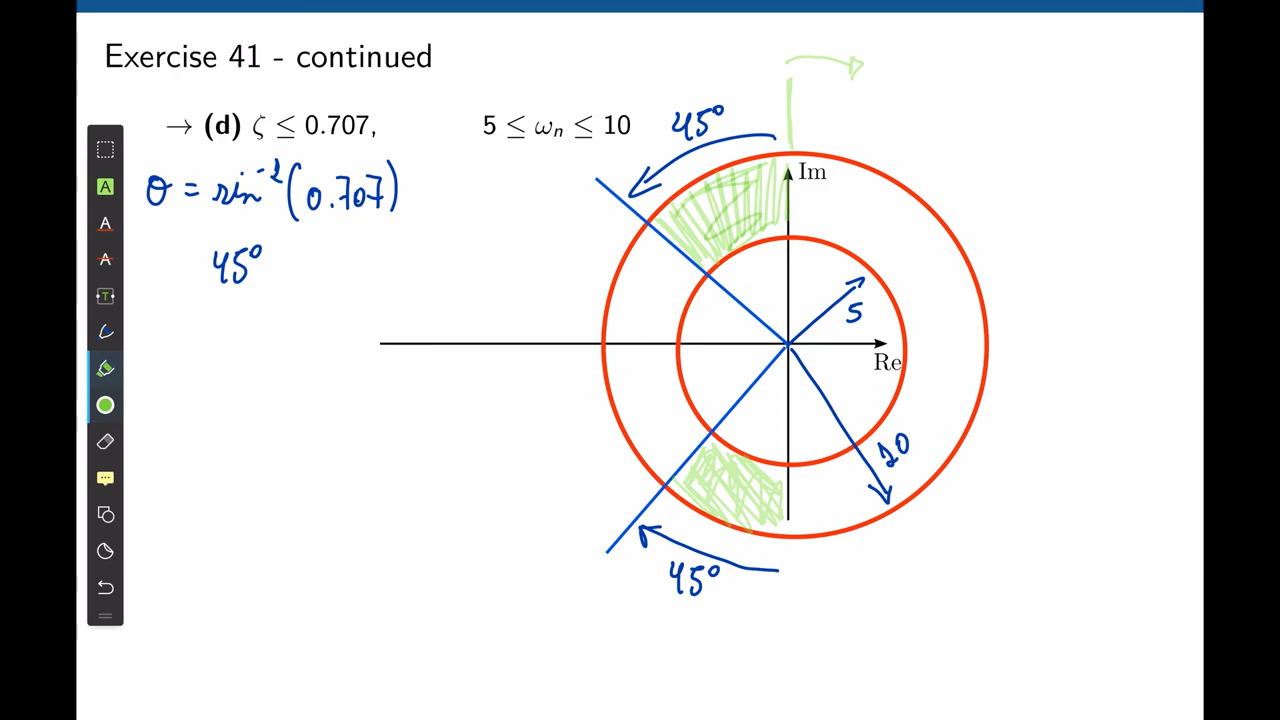 Exercise 41 - continued
→ (d) ζ ≤ 0.707, 5 ≤ ωₙ ≤ 10
θ = sin⁻¹(0.707)
45°
45°
Im
5
Re
10
45°
A
A
A
T